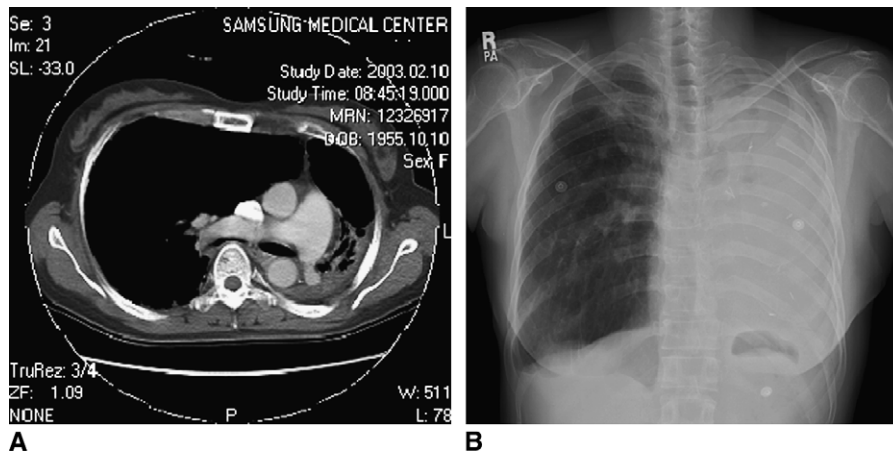 Se: 3
SAMSUNG MEDICAL CENTER
Im: 21
SL: -33.0
Study Date: 2003.02.10
Study Time: 08:45:19.000
MRN: 12326917
DOB: 1955.10.10
Sex F
L
TruRez: 3/4
ZF: 1.09
W: 511
NONE
P
L: 78
R
PA
A
B